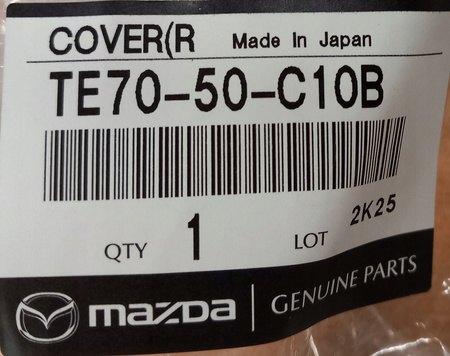 COVER(R Made In Japan
TE70-50-C10B
QTY 1 LOT 2K25
mazda GENUINE PARTS